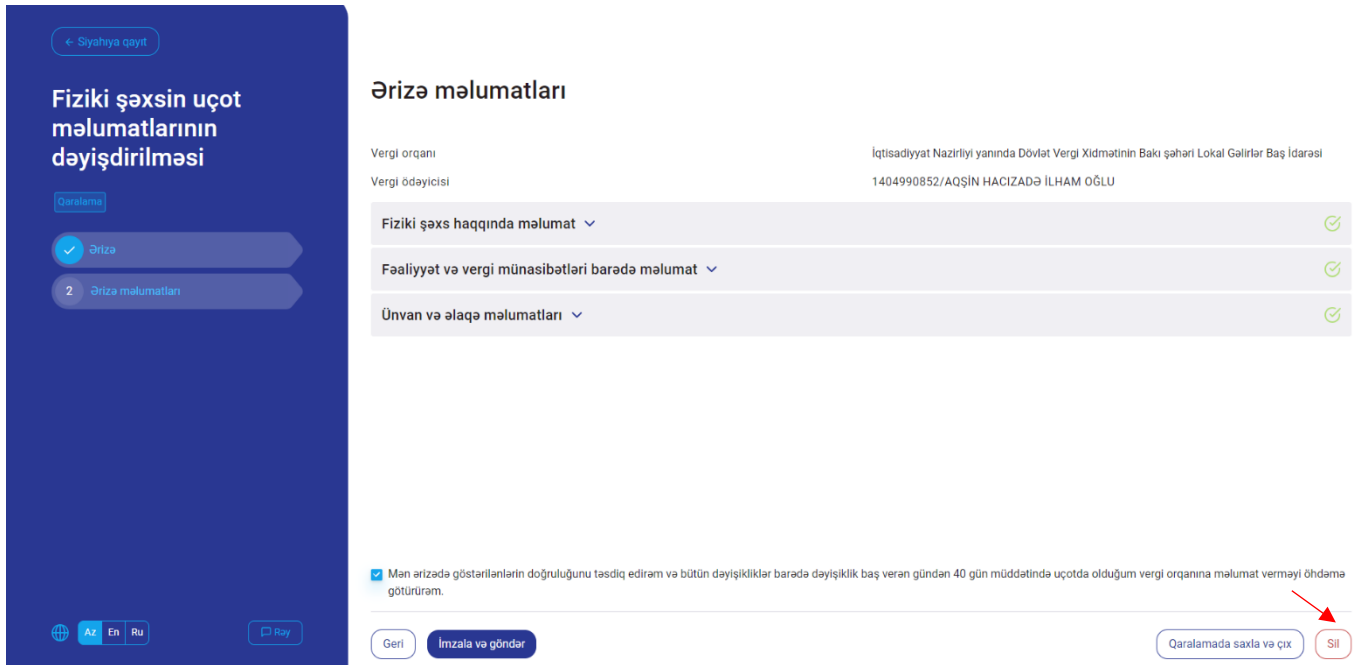 ← Siyahıya qayıt
Fiziki şəxsin uçot
məlumatlarının
dəyişdirilməsi
Qaralama
Ərizə
2 Ərizə məlumatları
Az En Ru
Rəy
Ərizə məlumatları
Vergi orqanı
İqtisadiyyat Nazirliyi yanında Dövlət Vergi Xidmətinin Bakı şəhəri Lokal Gəlirlər Baş İdarəsi
Vergi ödəyicisi
1404990852/AQŞİN HACIZADƏ İLHAM OĞLU
Fiziki şəxs haqqında məlumat
Fəaliyyət və vergi münasibətləri barədə məlumat
Ünvan və əlaqə məlumatları
Mən ərizədə göstərilənlərin doğruluğunu təsdiq edirəm və bütün dəyişikliklər barədə dəyişiklik baş verən gündən 40 gün müddətində uçotda olduğum vergi orqanına məlumat verməyi öhdəmə
götürürəm.
Geri
İmzala və göndər
Qaralamada saxla və çıx
Sil